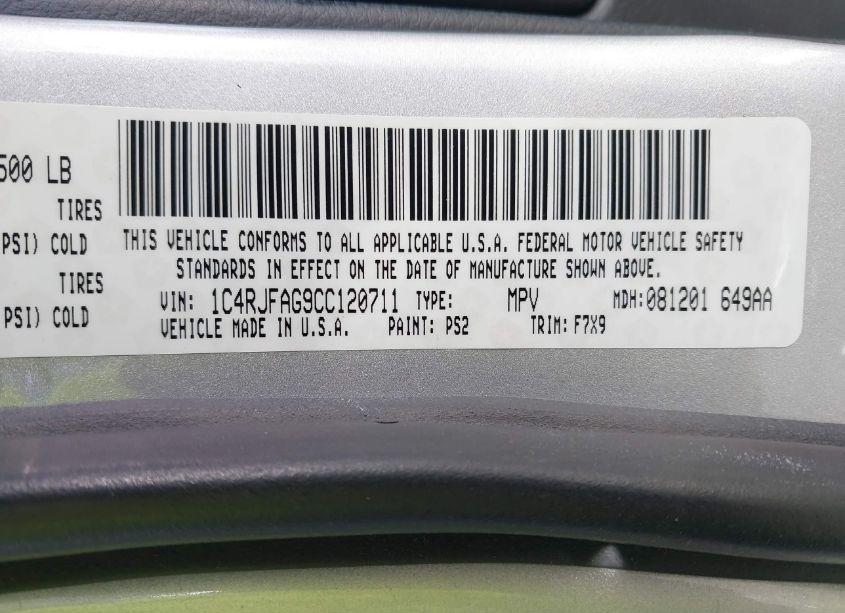 500 LB
TIRES
PSI) COLD
TIRES
PSI) COLD
THIS VEHICLE CONFORMS TO ALL APPLICABLE U.S.A. FEDERAL MOTOR VEHICLE SAFETY
STANDARDS IN EFFECT ON THE DATE OF MANUFACTURE SHOWN ABOVE.
VIN: 1C4RJFAG9CC120711 TYPE: MPV MDH:081201 649AA
VEHICLE MADE IN U.S.A. PAINT: PS2 TRIM: F7X9